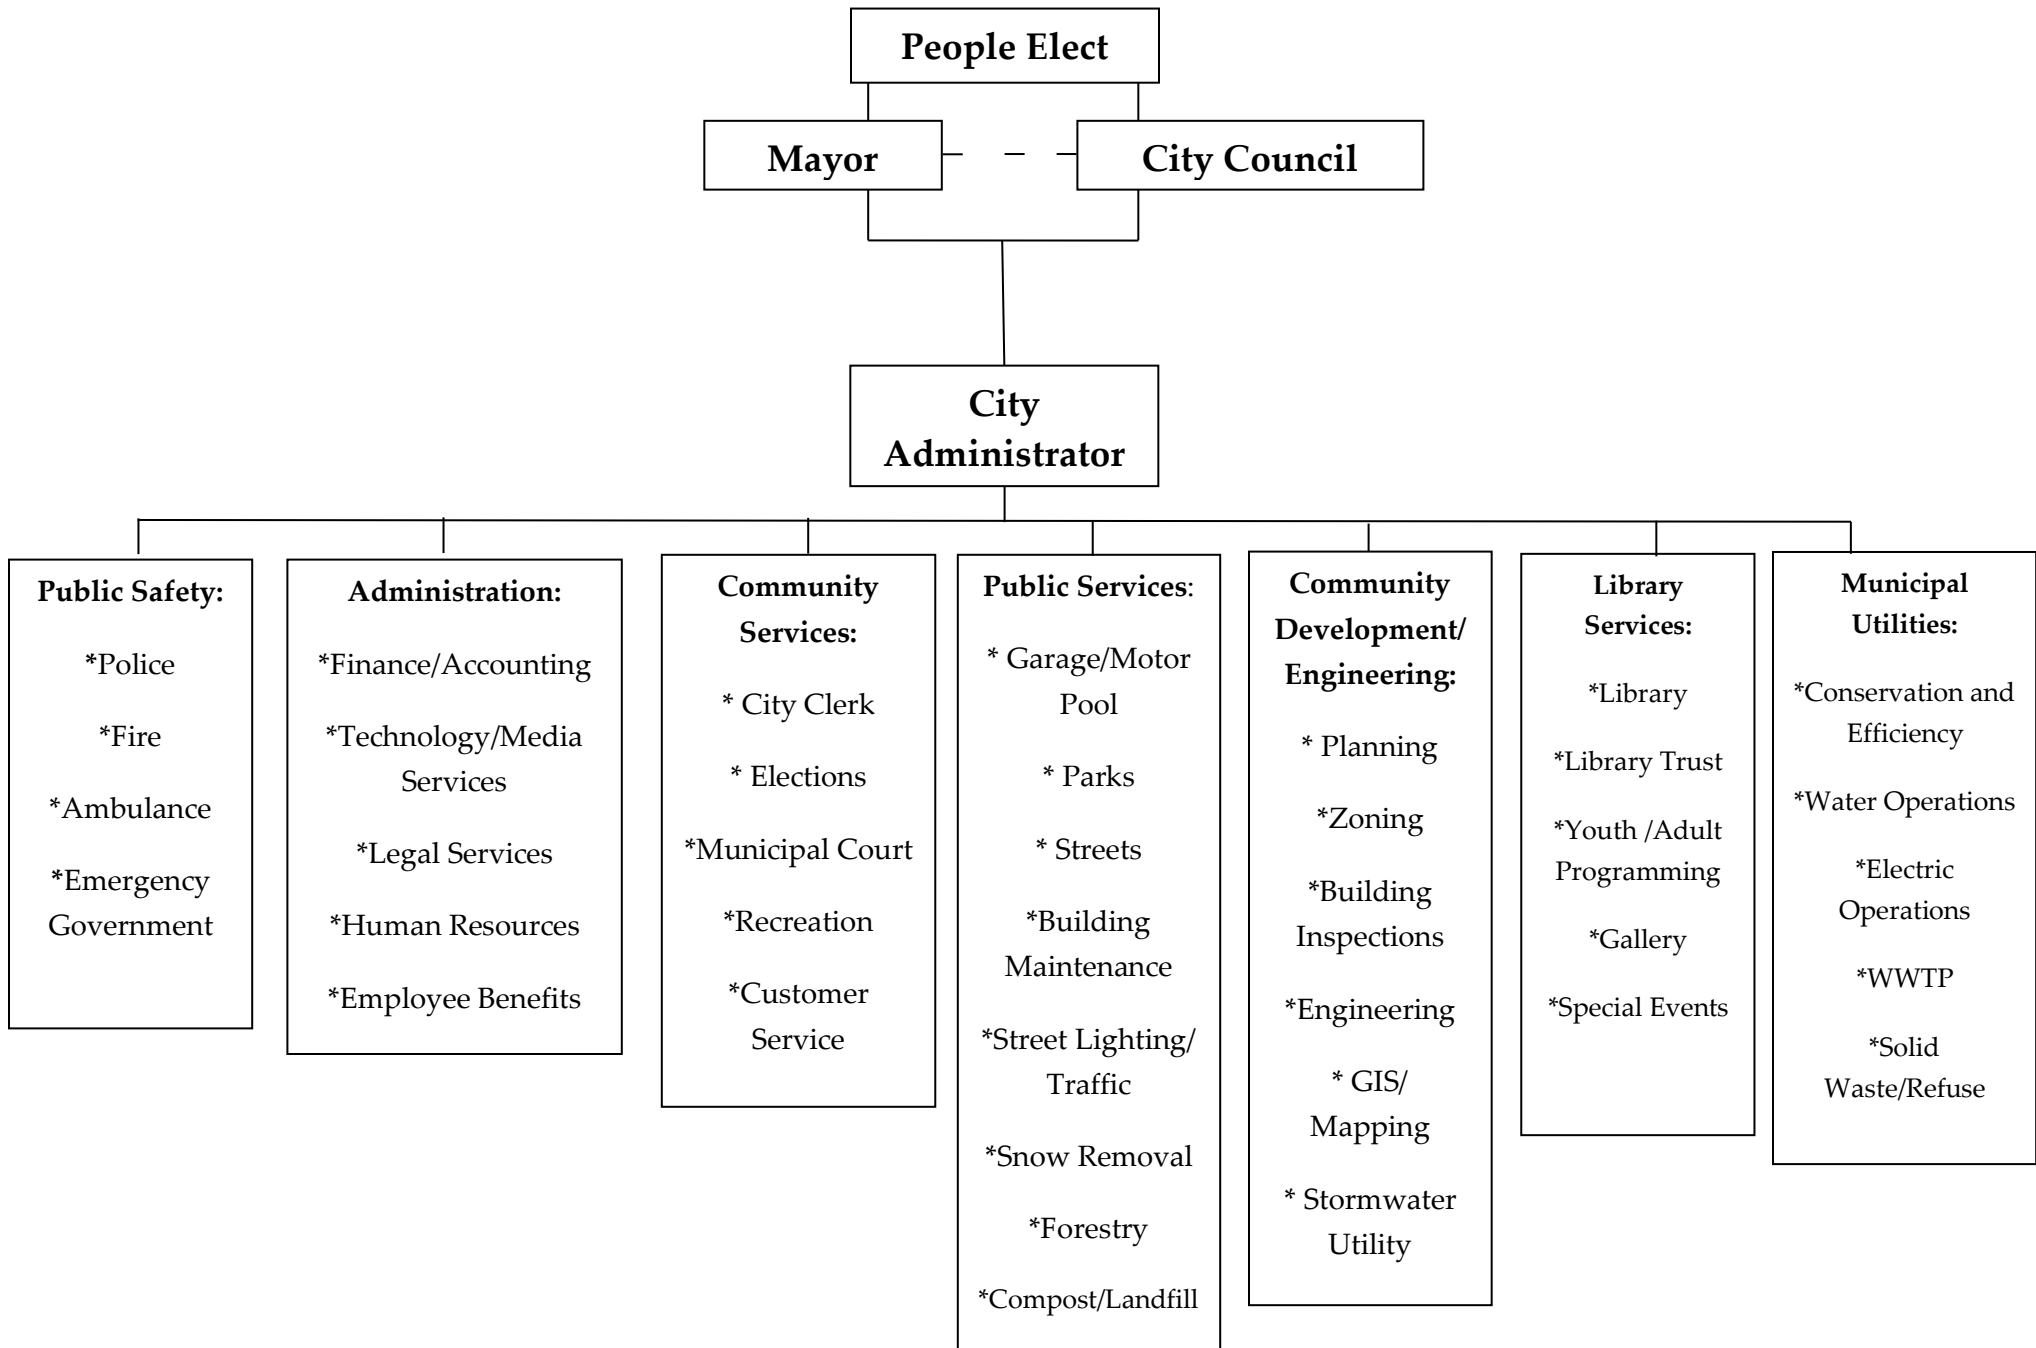 People Elect
Mayor
City Council
City
Administrator
Public Safety:
*Police
*Fire
*Ambulance
*Emergency
Government
Administration:
*Finance/Accounting
*Technology/Media
Services
*Legal Services
*Human Resources
*Employee Benefits
Community
Services:
* City Clerk
* Elections
*Municipal Court
*Recreation
*Customer
Service
Public Services:
* Garage/Motor
Pool
* Parks
* Streets
*Building
Maintenance
*Street Lighting/
Traffic
*Snow Removal
*Forestry
*Compost/Landfill
Community
Development/
Engineering:
* Planning
*Zoning
*Building
Inspections
*Engineering
* GIS/
Mapping
* Stormwater
Utility
Library
Services:
*Library
*Library Trust
*Youth /Adult
Programming
*Gallery
*Special Events
Municipal
Utilities:
*Conservation and
Efficiency
*Water Operations
*Electric
Operations
*WWTP
*Solid
Waste/Refuse